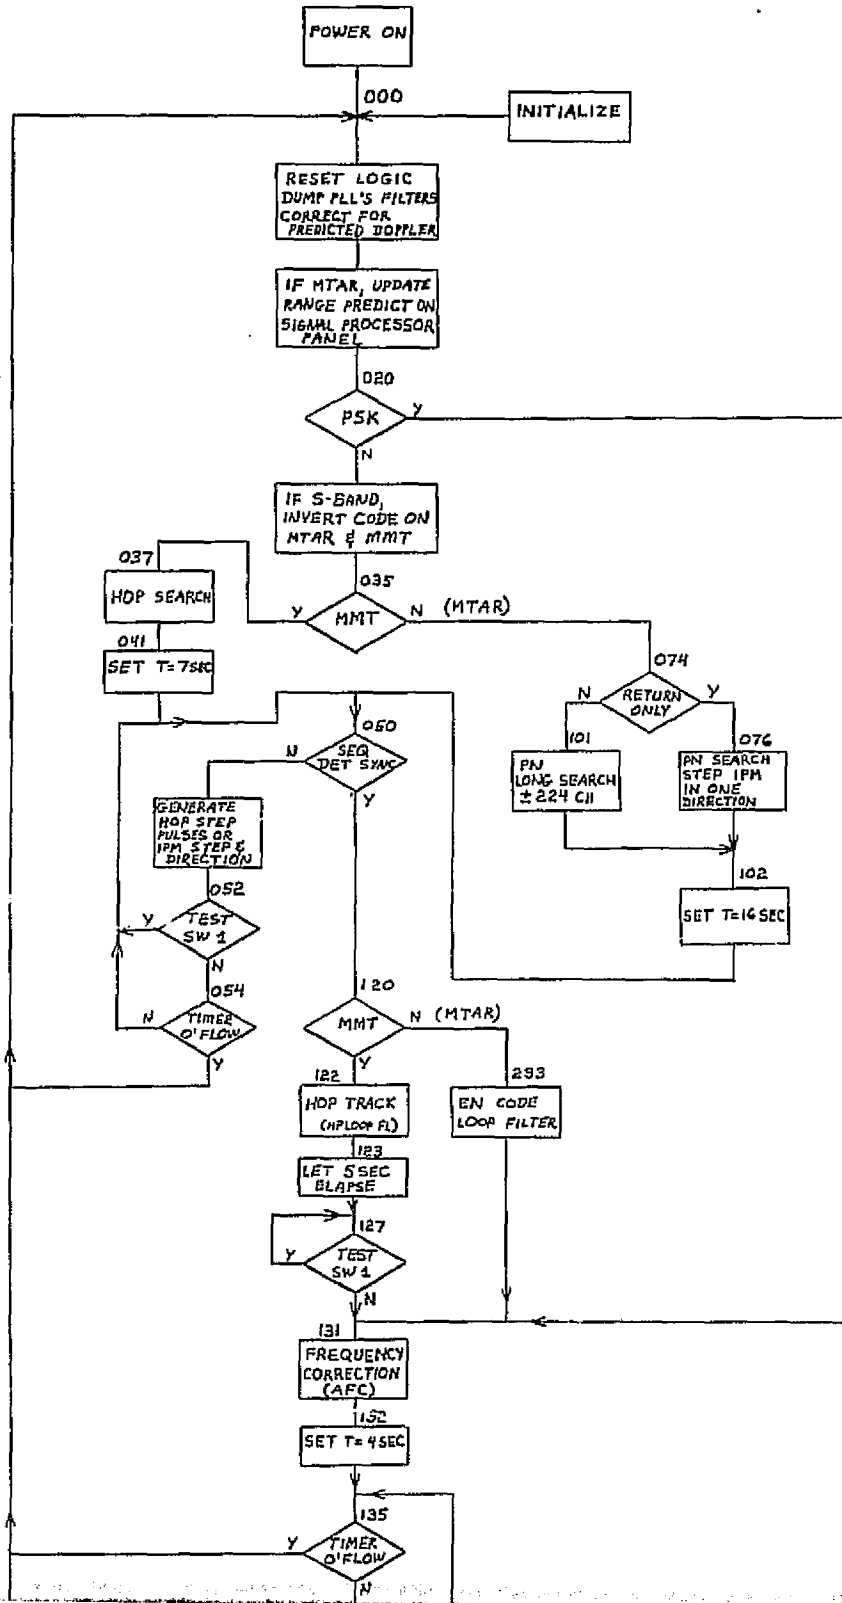 POWER ON
000
INITIALIZE
RESET LOGIC
DUMP PLL'S FILTERS
CORRECT FOR
PREDICTED DOPPLER
IF MTAR, UPDATE
RANGE PREDICT ON
SIGNAL PROCESSOR
PANEL
020
PSK
Y
N
IF S-BAND,
INVERT CODE ON
MTAR & MMT
037
HOP SEARCH
035
Y
MMT
N (MTAR)
041
SET T=7SEC
074
N
RETURN
ONLY
Y
101
PN
LONG SEARCH
±224 CH
076
PN SEARCH
STEP 1PM
IN ONE
DIRECTION
102
SET T=16 SEC
050
N
SEQ
DET SYNC
Y
GENERATE
HOP STEP
PULSES OR
1PM STEP &
DIRECTION
052
Y
TEST
SW 1
N
054
N
TIMER
O'FLOW
Y
120
MMT
N (MTAR)
Y
122
HOP TRACK
(HPLOOP FL)
293
EN CODE
LOOP FILTER
123
LET 5 SEC
ELAPSE
127
Y
TEST
SW 1
N
131
FREQUENCY
CORRECTION
(AFC)
132
SET T=4SEC
135
Y
TIMER
O'FLOW
N